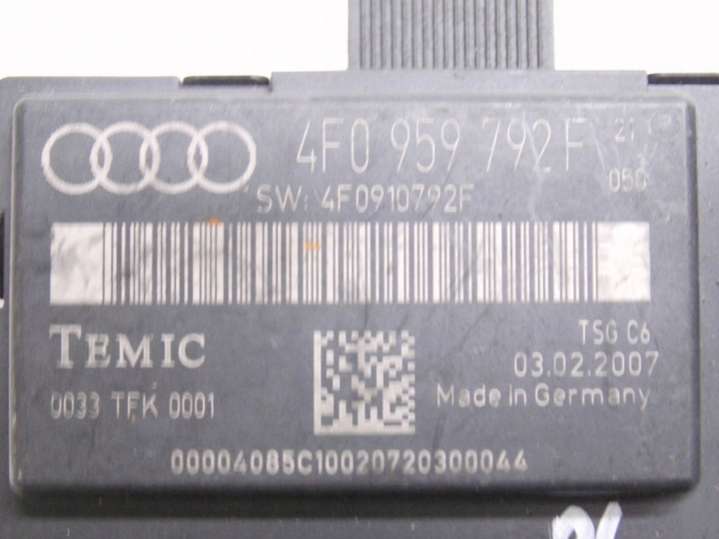 4F0 959 792 F 21
050
SW: 4F0910792F
TEMIC
TSG C6
03.02.2007
0033 TFK 0001
Made in Germany
00004085C10020720300044